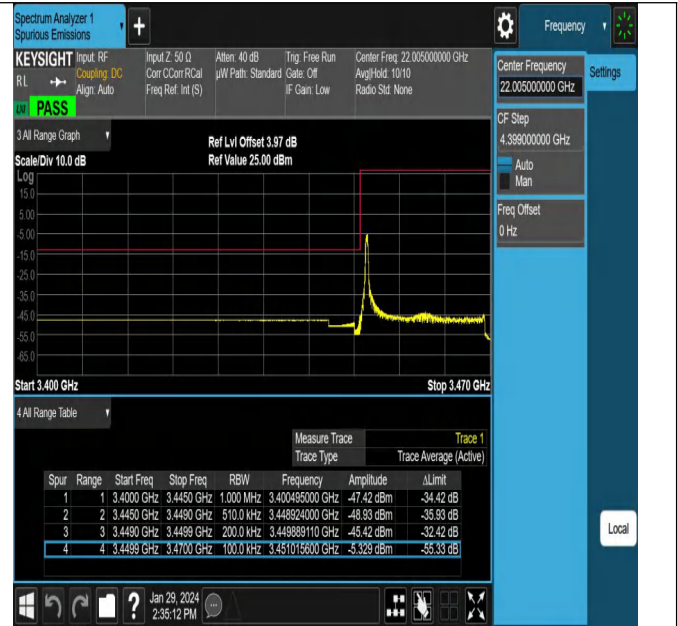 Spectrum Analyzer 1
Spurious Emissions
Frequency
KEYSIGHT
RL
PASS
Input: RF
Coupling: DC
Align: Auto
Input Z: 50 Ω
Corr CCorr RCal
Freq Ref: Int (S)
Atten: 40 dB
µW Path: Standard
Trig: Free Run
Gate: Off
IF Gain: Low
Center Freq: 22.005000000 GHz
Avg|Hold: 10/10
Radio Std: None
Center Frequency
22.005000000 GHz
Settings
CF Step
4.399000000 GHz
Auto
Man
Freq Offset
0 Hz
3 All Range Graph
Scale/Div 10.0 dB
Ref Lvl Offset 3.97 dB
Ref Value 25.00 dBm
Log
15.0
5.00
-5.00
-15.0
-25.0
-35.0
-45.0
-55.0
-65.0
Start 3.400 GHz
Stop 3.470 GHz
4 All Range Table
Measure Trace Trace 1
Trace Type Trace Average (Active)
Spur Range Start Freq Stop Freq RBW Frequency Amplitude ΔLimit
1 1 3.4000 GHz 3.4450 GHz 1.000 MHz 3.400495000 GHz -47.42 dBm -34.42 dB
2 2 3.4450 GHz 3.4490 GHz 510.0 kHz 3.448924000 GHz -48.93 dBm -35.93 dB
3 3 3.4490 GHz 3.4499 GHz 200.0 kHz 3.449889110 GHz -45.42 dBm -32.42 dB
4 4 3.4499 GHz 3.4700 GHz 100.0 kHz 3.451015600 GHz -5.329 dBm -55.33 dB
Local
?
Jan 29, 2024
2:35:12 PM